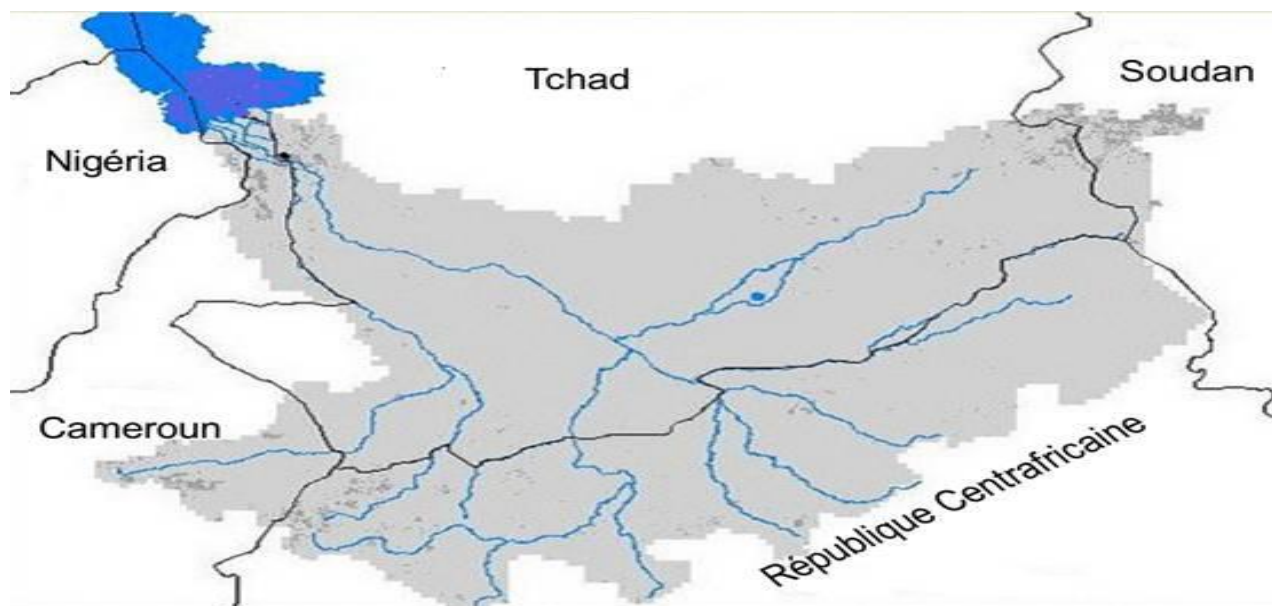 Tchad
Soudan
Nigéria
Cameroun
République Centrafricaine